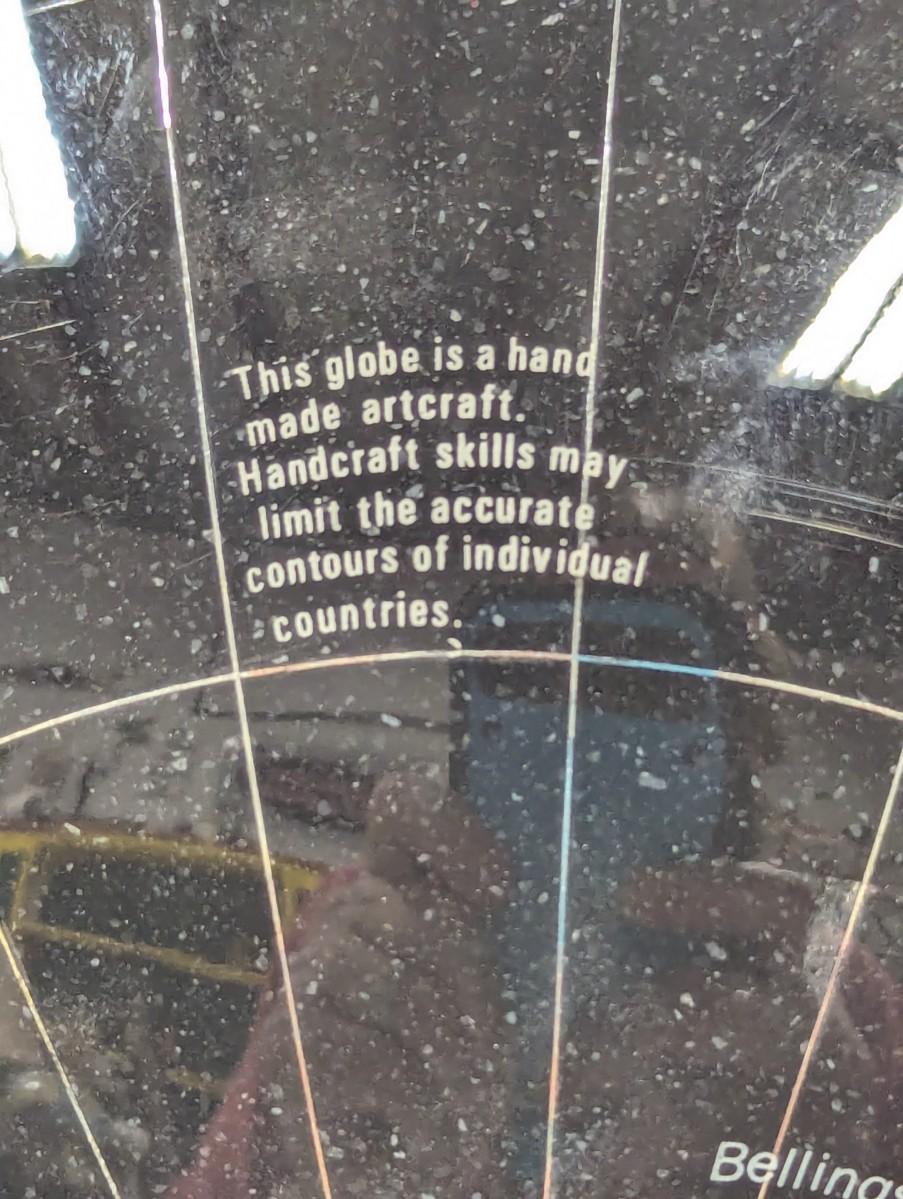 This globe is a hand
made artcraft.
Handcraft skills may
limit the accurate
contours of individual
countries.